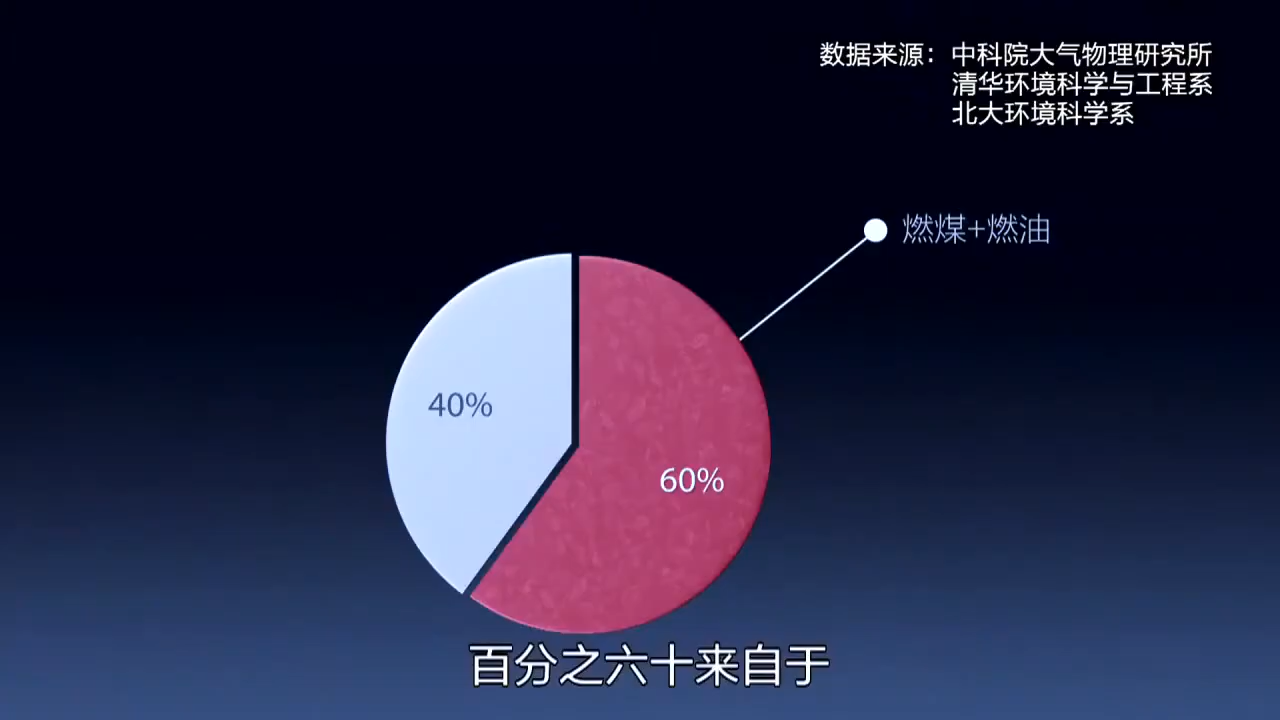 数据来源：中科院大气物理研究所
清华环境科学与工程系
北大环境科学系
燃煤+燃油
40%
60%
百分之六十来自于